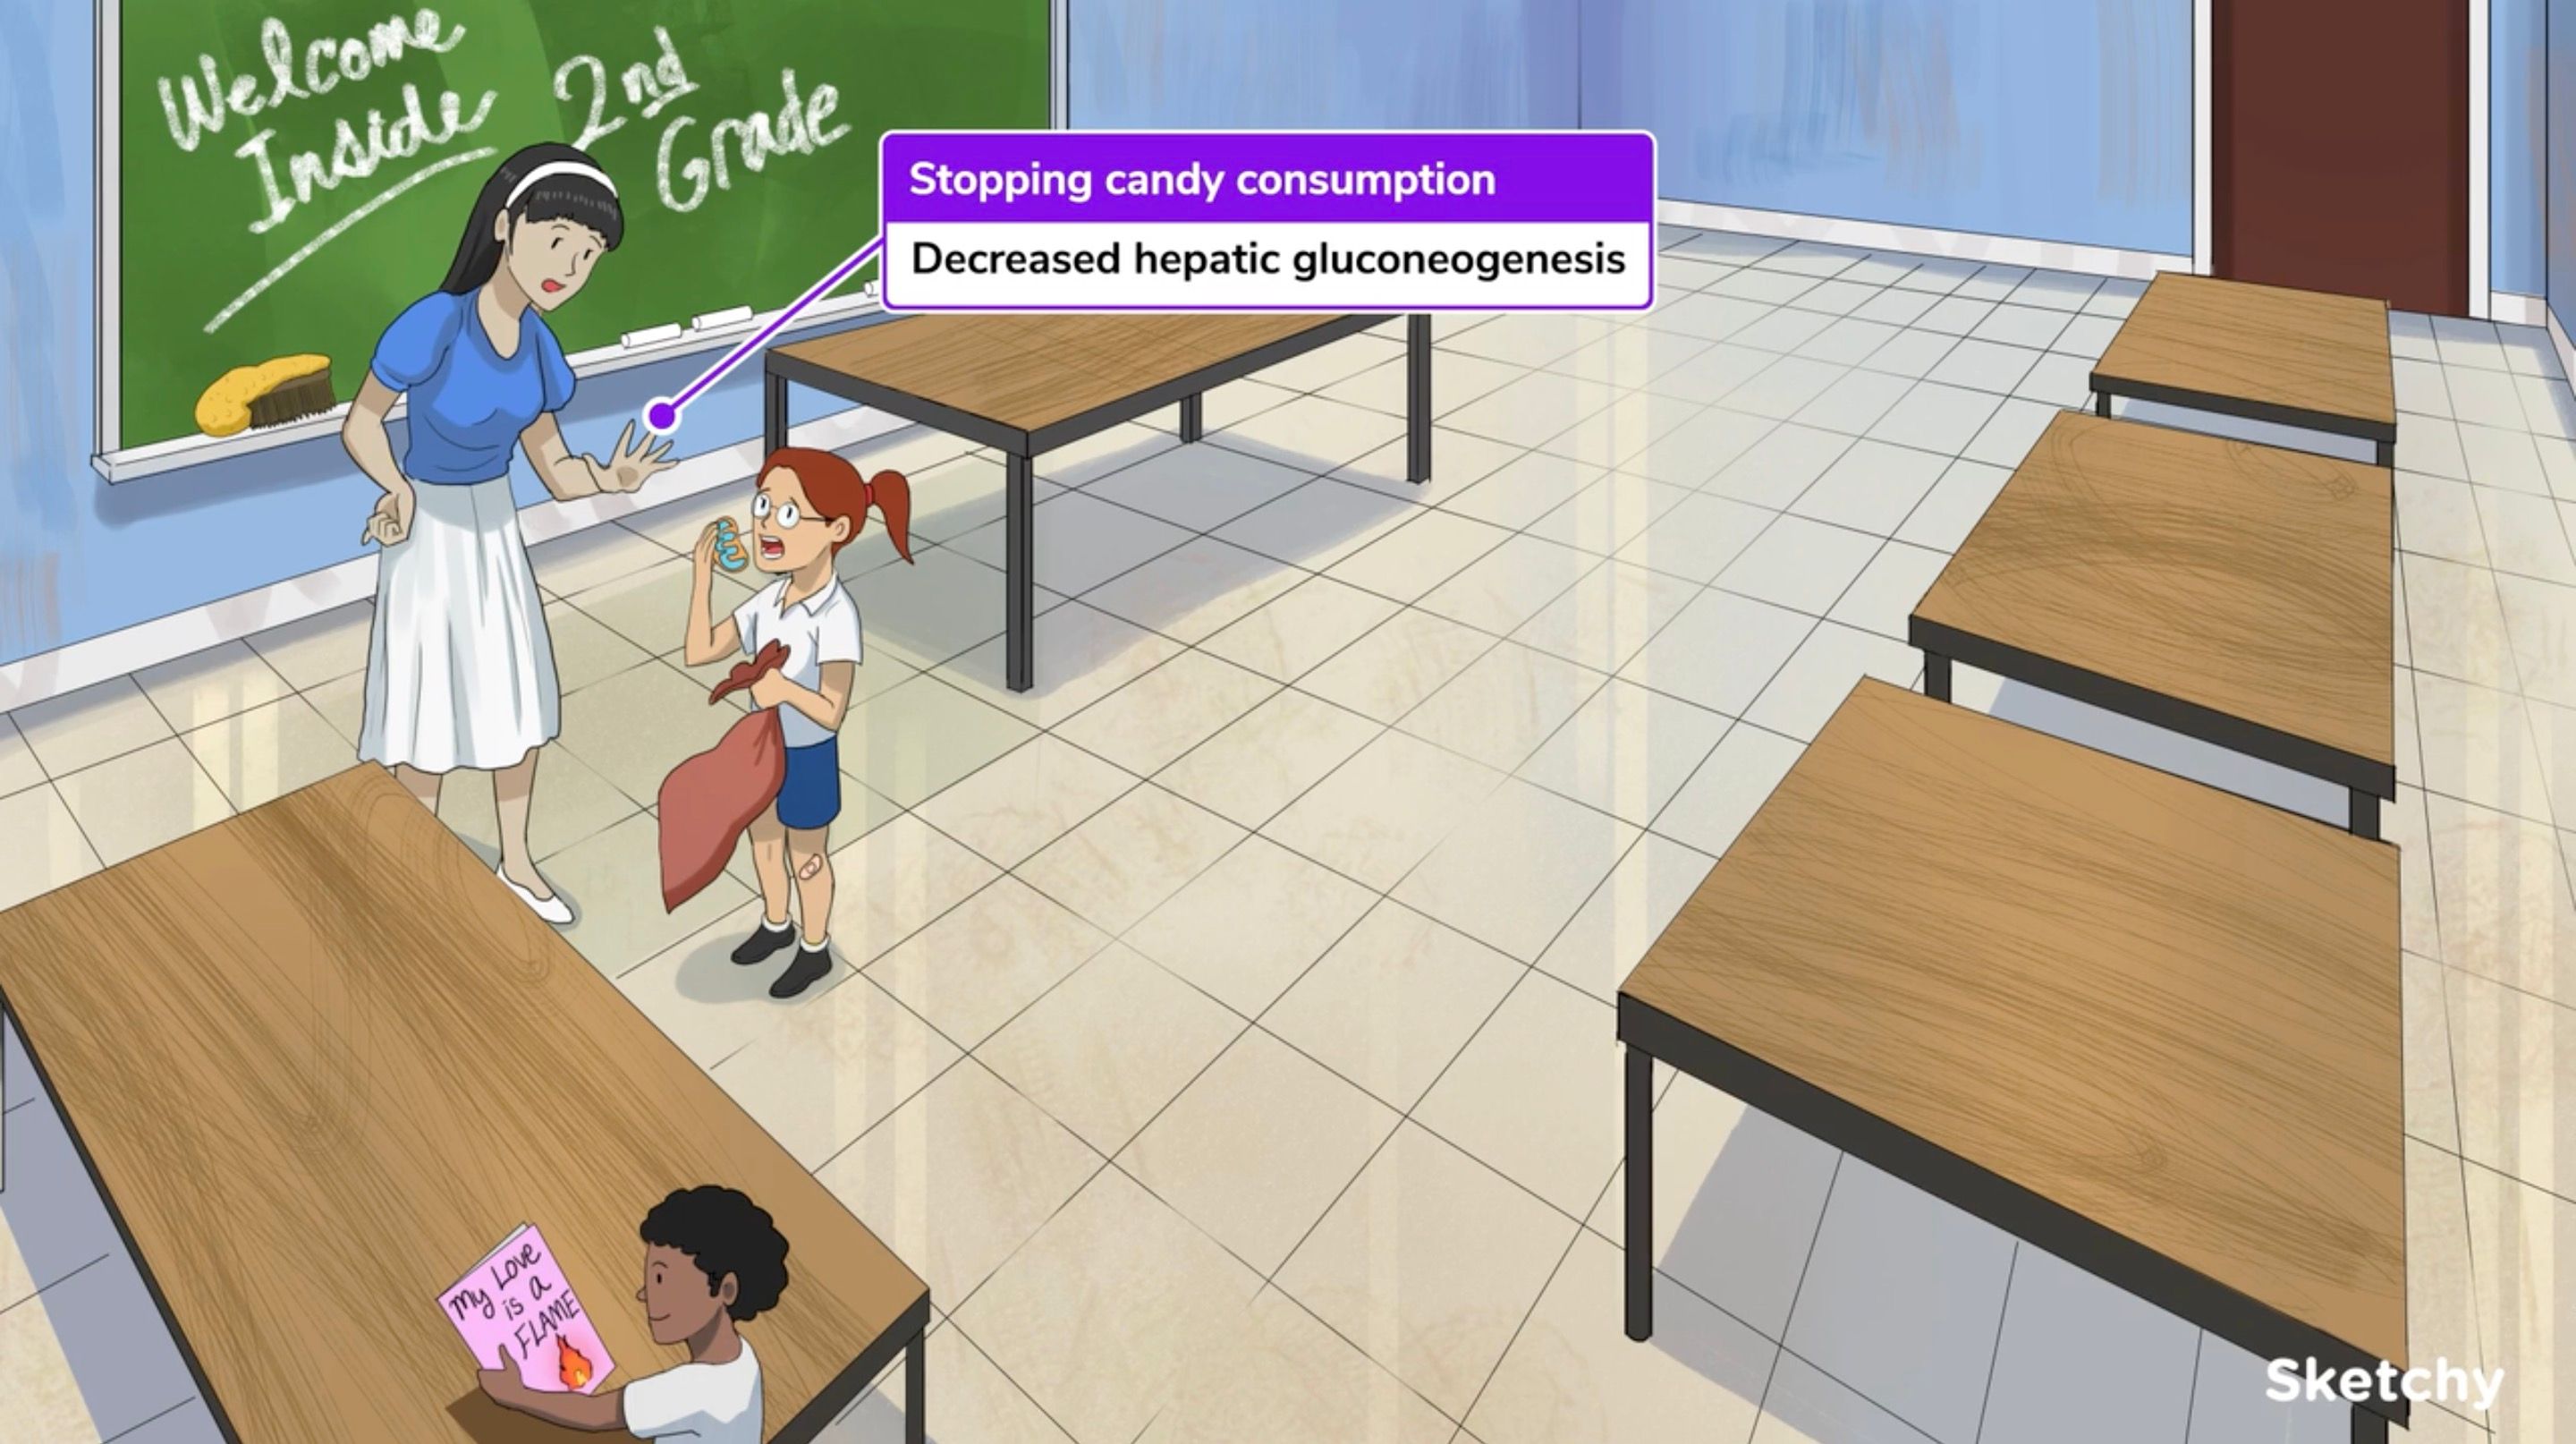 Welcome
Inside
2nd
Grade
Stopping candy consumption
Decreased hepatic gluconeogenesis
My Love
is a
FLAME
Sketchy